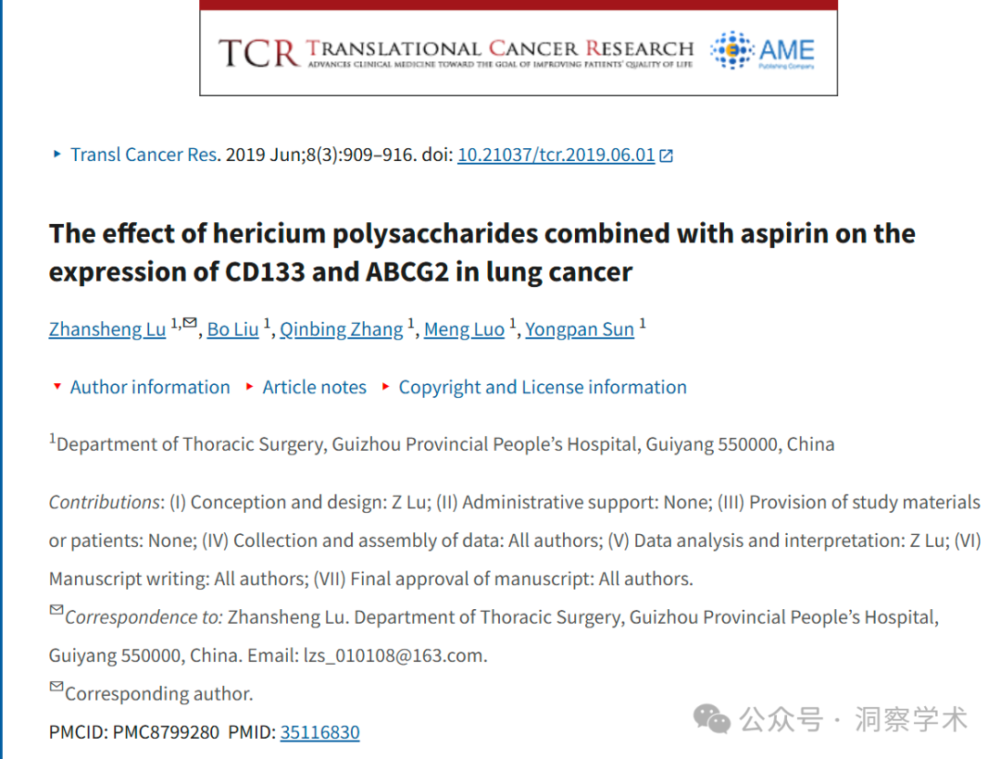 TCR TRANSLATIONAL CANCER RESEARCH
ADVANCES CLINICAL MEDICINE TOWARD THE GOAL OF IMPROVING PATIENTS' QUALITY OF LIFE
AME
Publishing Company
Transl Cancer Res. 2019 Jun;8(3):909–916. doi: 10.21037/tcr.2019.06.01
The effect of hericium polysaccharides combined with aspirin on the
expression of CD133 and ABCG2 in lung cancer
Zhansheng Lu 1,✉, Bo Liu 1, Qinbing Zhang 1, Meng Luo 1, Yongpan Sun 1
Author information Article notes Copyright and License information
1Department of Thoracic Surgery, Guizhou Provincial People's Hospital, Guiyang 550000, China
Contributions: (I) Conception and design: Z Lu; (II) Administrative support: None; (III) Provision of study materials
or patients: None; (IV) Collection and assembly of data: All authors; (V) Data analysis and interpretation: Z Lu; (VI)
Manuscript writing: All authors; (VII) Final approval of manuscript: All authors.
✉Correspondence to: Zhansheng Lu. Department of Thoracic Surgery, Guizhou Provincial People's Hospital,
Guiyang 550000, China. Email: lzs_010108@163.com.
✉Corresponding author.
PMCID: PMC8799280 PMID: 35116830
公众号 · 洞察学术